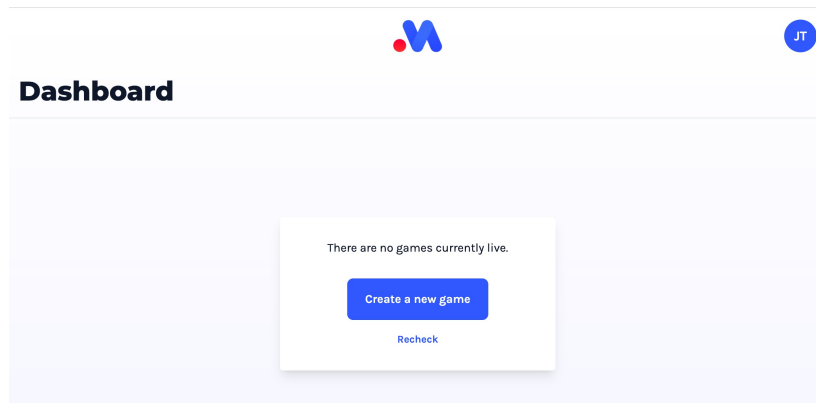 JT
Dashboard
There are no games currently live.
Create a new game
Recheck